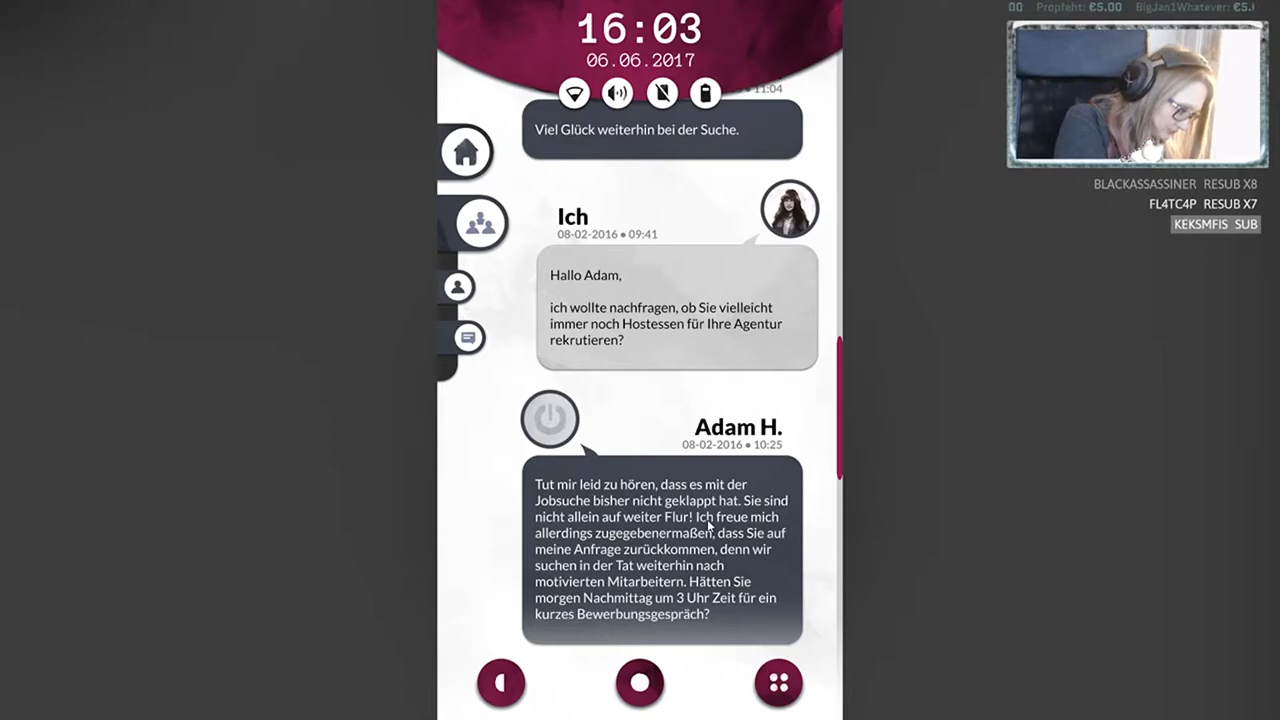 00 Propfeht: €5.00 BigJan1Whatever: €5.
16:03
06.06.2017
11:04
Viel Glück weiterhin bei der Suche.
Ich
08-02-2016 • 09:41
Hallo Adam,
ich wollte nachfragen, ob Sie vielleicht
immer noch Hostessen für Ihre Agentur
rekrutieren?
Adam H.
08-02-2016 • 10:25
Tut mir leid zu hören, dass es mit der
Jobsuche bisher nicht geklappt hat. Sie sind
nicht allein auf weiter Flur! Ich freue mich
allerdings zugegebenermaßen, dass Sie auf
meine Anfrage zurückkommen, denn wir
suchen in der Tat weiterhin nach
motivierten Mitarbeitern. Hätten Sie
morgen Nachmittag um 3 Uhr Zeit für ein
kurzes Bewerbungsgespräch?
BLACKASSASSINER RESUB X8
FL4TC4P RESUB X7
KEKSMFIS SUB